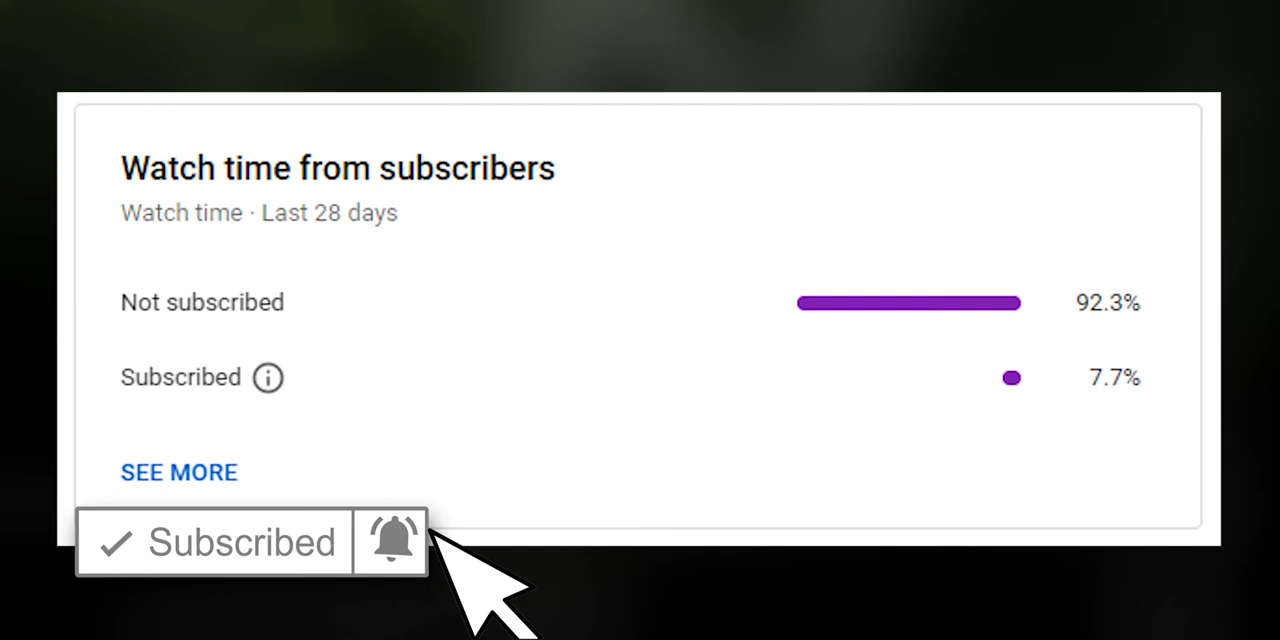 Watch time from subscribers
Watch time · Last 28 days
Not subscribed 92.3%
Subscribed 7.7%
SEE MORE
Subscribed